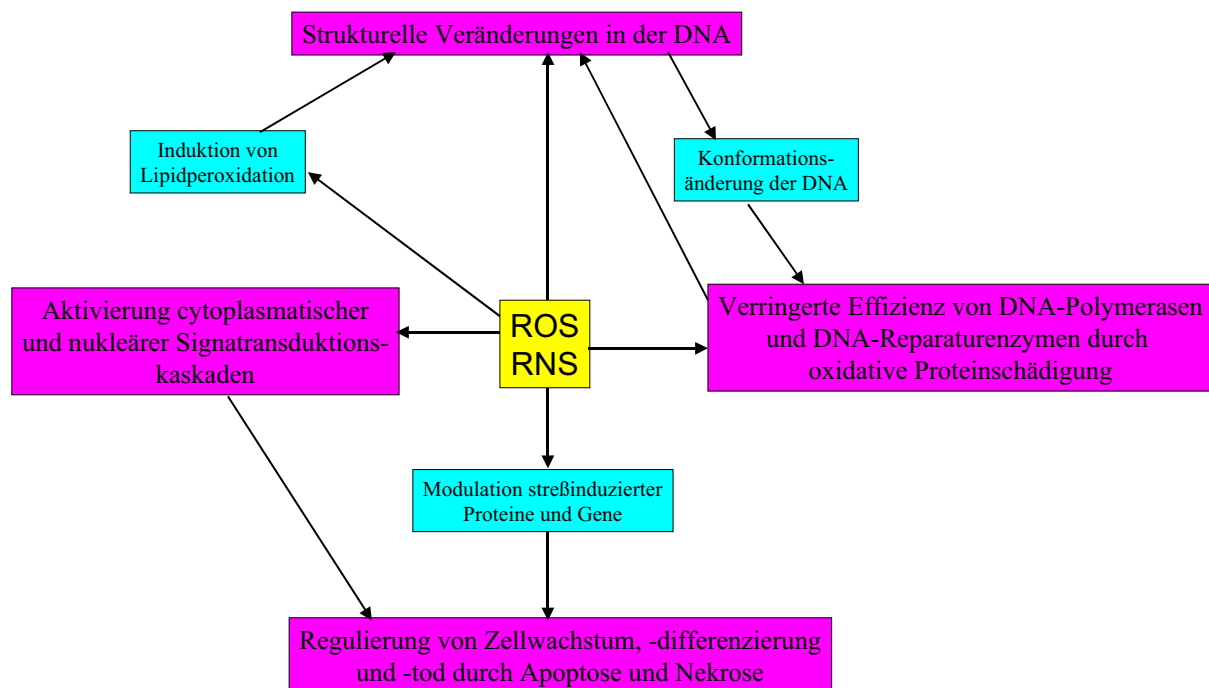 Strukturelle Veränderungen in der DNA
Induktion von
Lipidperoxidation
Konformations-
änderung der DNA
Aktivierung cytoplasmatischer
und nukleärer Signatransduktions-
kaskaden
ROS
RNS
Verringerte Effizienz von DNA-Polymerasen
und DNA-Reparaturenzymen durch
oxidative Proteinschädigung
Modulation streßinduzierter
Proteine und Gene
Regulierung von Zellwachstum, -differenzierung
und -tod durch Apoptose und Nekrose